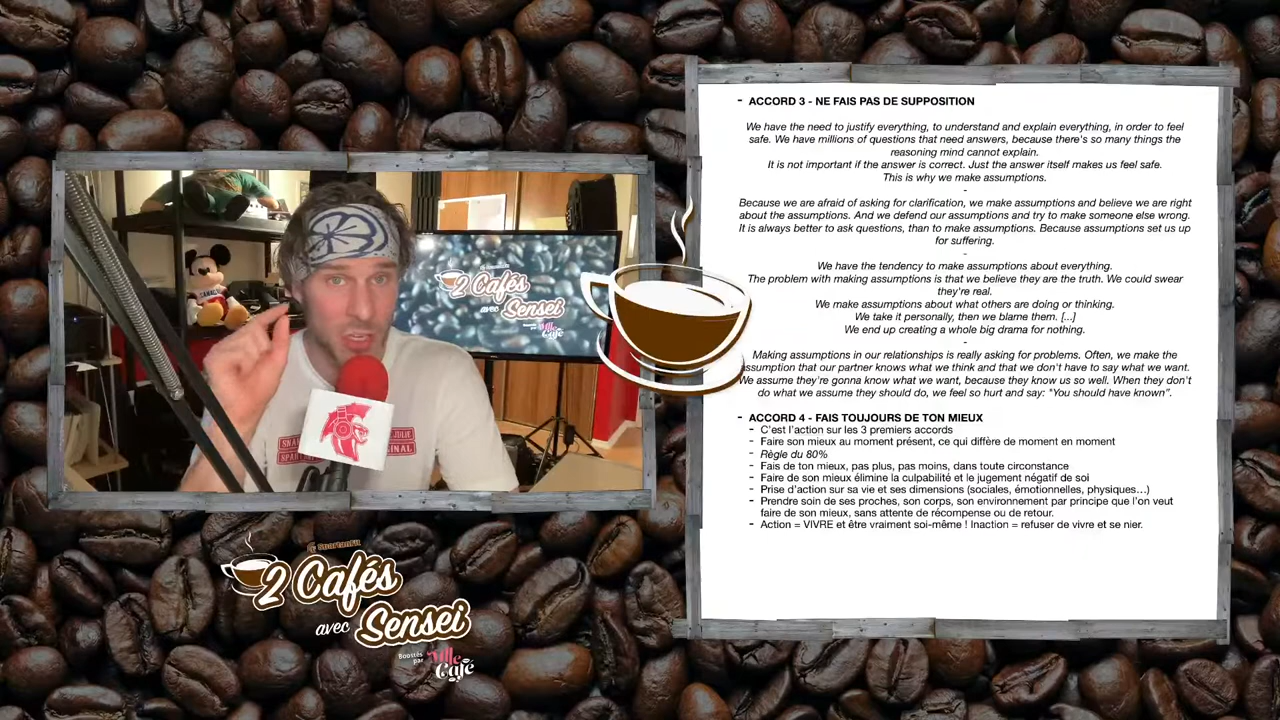 - ACCORD 3 - NE FAIS PAS DE SUPPOSITION
We have the need to justify everything, to understand and explain everything, in order to feel
safe. We have millions of questions that need answers, because there's so many things the
reasoning mind cannot explain.
It is not important if the answer is correct. Just the answer itself makes us feel safe.
This is why we make assumptions.
-
Because we are afraid of asking for clarification, we make assumptions and believe we are right
about the assumptions. And we defend our assumptions and try to make someone else wrong.
It is always better to ask questions, than to make assumptions. Because assumptions set us up
for suffering.
-
We have the tendency to make assumptions about everything.
The problem with making assumptions is that we believe they are the truth. We could swear
they're real.
We make assumptions about what others are doing or thinking.
We take it personally, then we blame them. [...]
We end up creating a whole big drama for nothing.
-
Making assumptions in our relationships is really asking for problems. Often, we make the
assumption that our partner knows what we think and that we don't have to say what we want.
We assume they're gonna know what we want, because they know us so well. When they don't
do what we assume they should do, we feel so hurt and say: "You should have known".
- ACCORD 4 - FAIS TOUJOURS DE TON MIEUX
- C'est l'action sur les 3 premiers accords
- Faire son mieux au moment présent, ce qui diffère de moment en moment
- Règle du 80%
- Fais de ton mieux, pas plus, pas moins, dans toute circonstance
- Faire de son mieux élimine la culpabilité et le jugement négatif de soi
- Prise d'action sur sa vie et ses dimensions (sociales, émotionnelles, physiques…)
- Prendre soin de ses proches, son corps, son environnement par principe que l'on veut
faire de son mieux, sans attente de récompense ou de retour.
- Action = VIVRE et être vraiment soi-même ! Inaction = refuser de vivre et se nier.
2 Cafés
avec Sensei
2 Cafés
avec Sensei
Boostés
par Mlle
Café